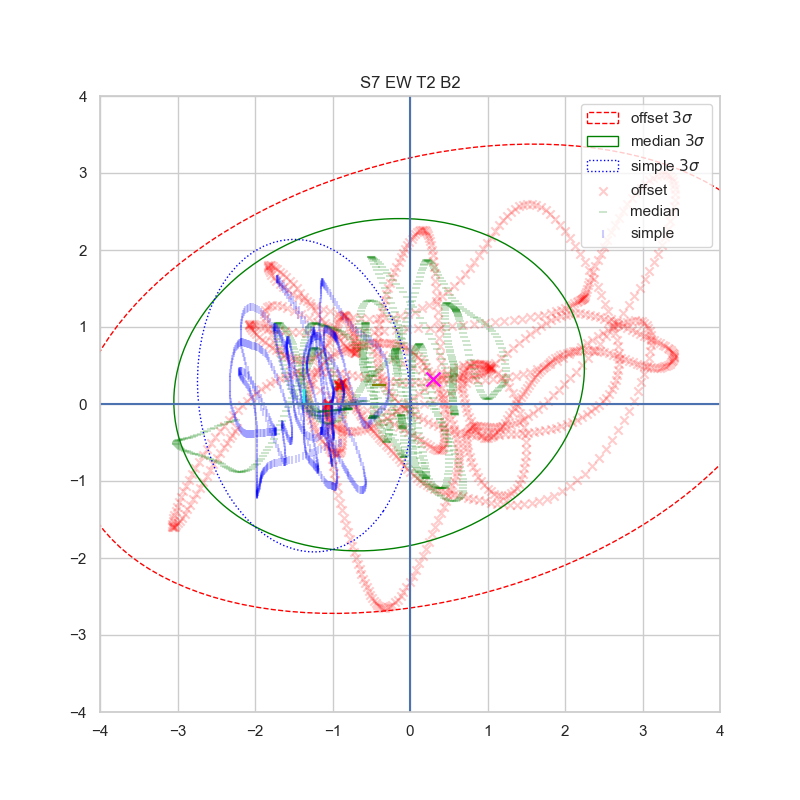 S7 EW T2 B2
offset 3σ
median 3σ
simple 3σ
offset
median
simple
4
3
2
1
0
−1
−2
−3
−4
−4 −3 −2 −1 0 1 2 3 4